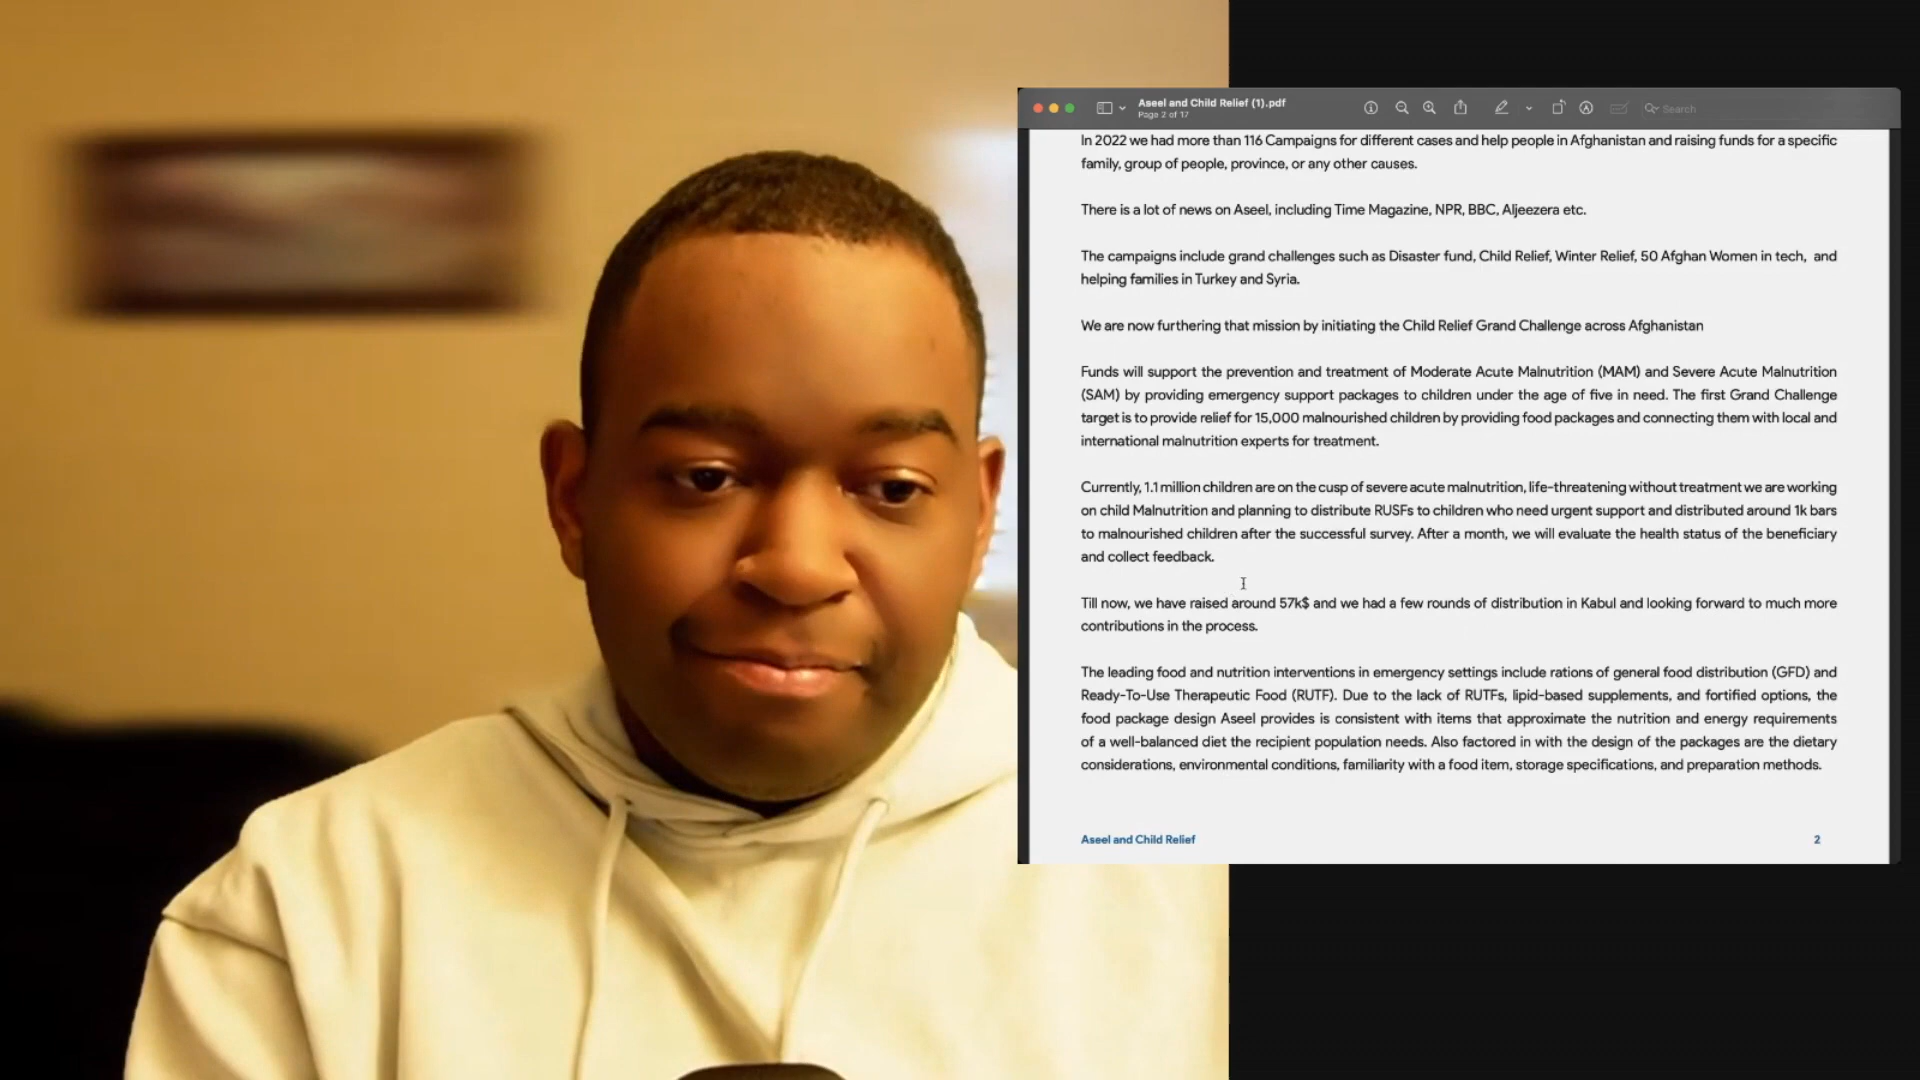 Aseel and Child Relief (1).pdf
Page 2 of 17
Search
In 2022 we had more than 116 Campaigns for different cases and help people in Afghanistan and raising funds for a specific
family, group of people, province, or any other causes.
There is a lot of news on Aseel, including Time Magazine, NPR, BBC, Aljeezera etc.
The campaigns include grand challenges such as Disaster fund, Child Relief, Winter Relief, 50 Afghan Women in tech, and
helping families in Turkey and Syria.
We are now furthering that mission by initiating the Child Relief Grand Challenge across Afghanistan
Funds will support the prevention and treatment of Moderate Acute Malnutrition (MAM) and Severe Acute Malnutrition
(SAM) by providing emergency support packages to children under the age of five in need. The first Grand Challenge
target is to provide relief for 15,000 malnourished children by providing food packages and connecting them with local and
international malnutrition experts for treatment.
Currently, 1.1 million children are on the cusp of severe acute malnutrition, life-threatening without treatment we are working
on child Malnutrition and planning to distribute RUSFs to children who need urgent support and distributed around 1k bars
to malnourished children after the successful survey. After a month, we will evaluate the health status of the beneficiary
and collect feedback.
Till now, we have raised around 57k$ and we had a few rounds of distribution in Kabul and looking forward to much more
contributions in the process.
The leading food and nutrition interventions in emergency settings include rations of general food distribution (GFD) and
Ready-To-Use Therapeutic Food (RUTF). Due to the lack of RUTFs, lipid-based supplements, and fortified options, the
food package design Aseel provides is consistent with items that approximate the nutrition and energy requirements
of a well-balanced diet the recipient population needs. Also factored in with the design of the packages are the dietary
considerations, environmental conditions, familiarity with a food item, storage specifications, and preparation methods.
Aseel and Child Relief
2